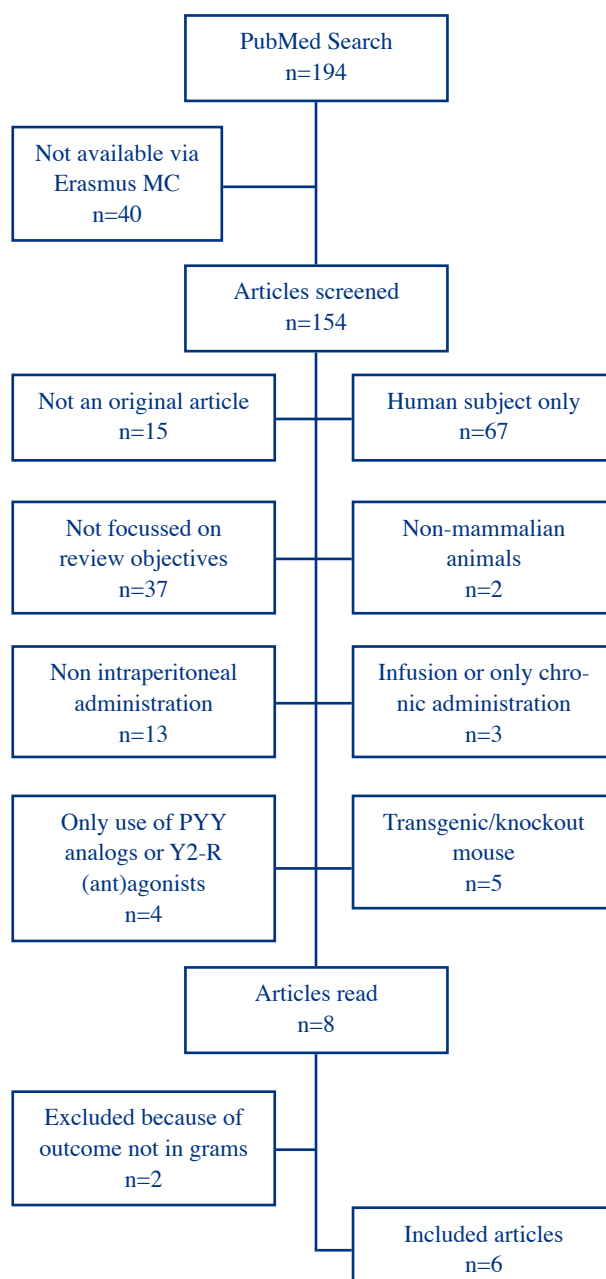 PubMed Search
n=194
Not available via
Erasmus MC
n=40
Articles screened
n=154
Not an original article
n=15
Human subject only
n=67
Not focussed on
review objectives
n=37
Non-mammalian
animals
n=2
Non intraperitoneal
administration
n=13
Infusion or only chro-
nic administration
n=3
Only use of PYY
analogs or Y2-R
(ant)agonists
n=4
Transgenic/knockout
mouse
n=5
Articles read
n=8
Excluded because of
outcome not in grams
n=2
Included articles
n=6